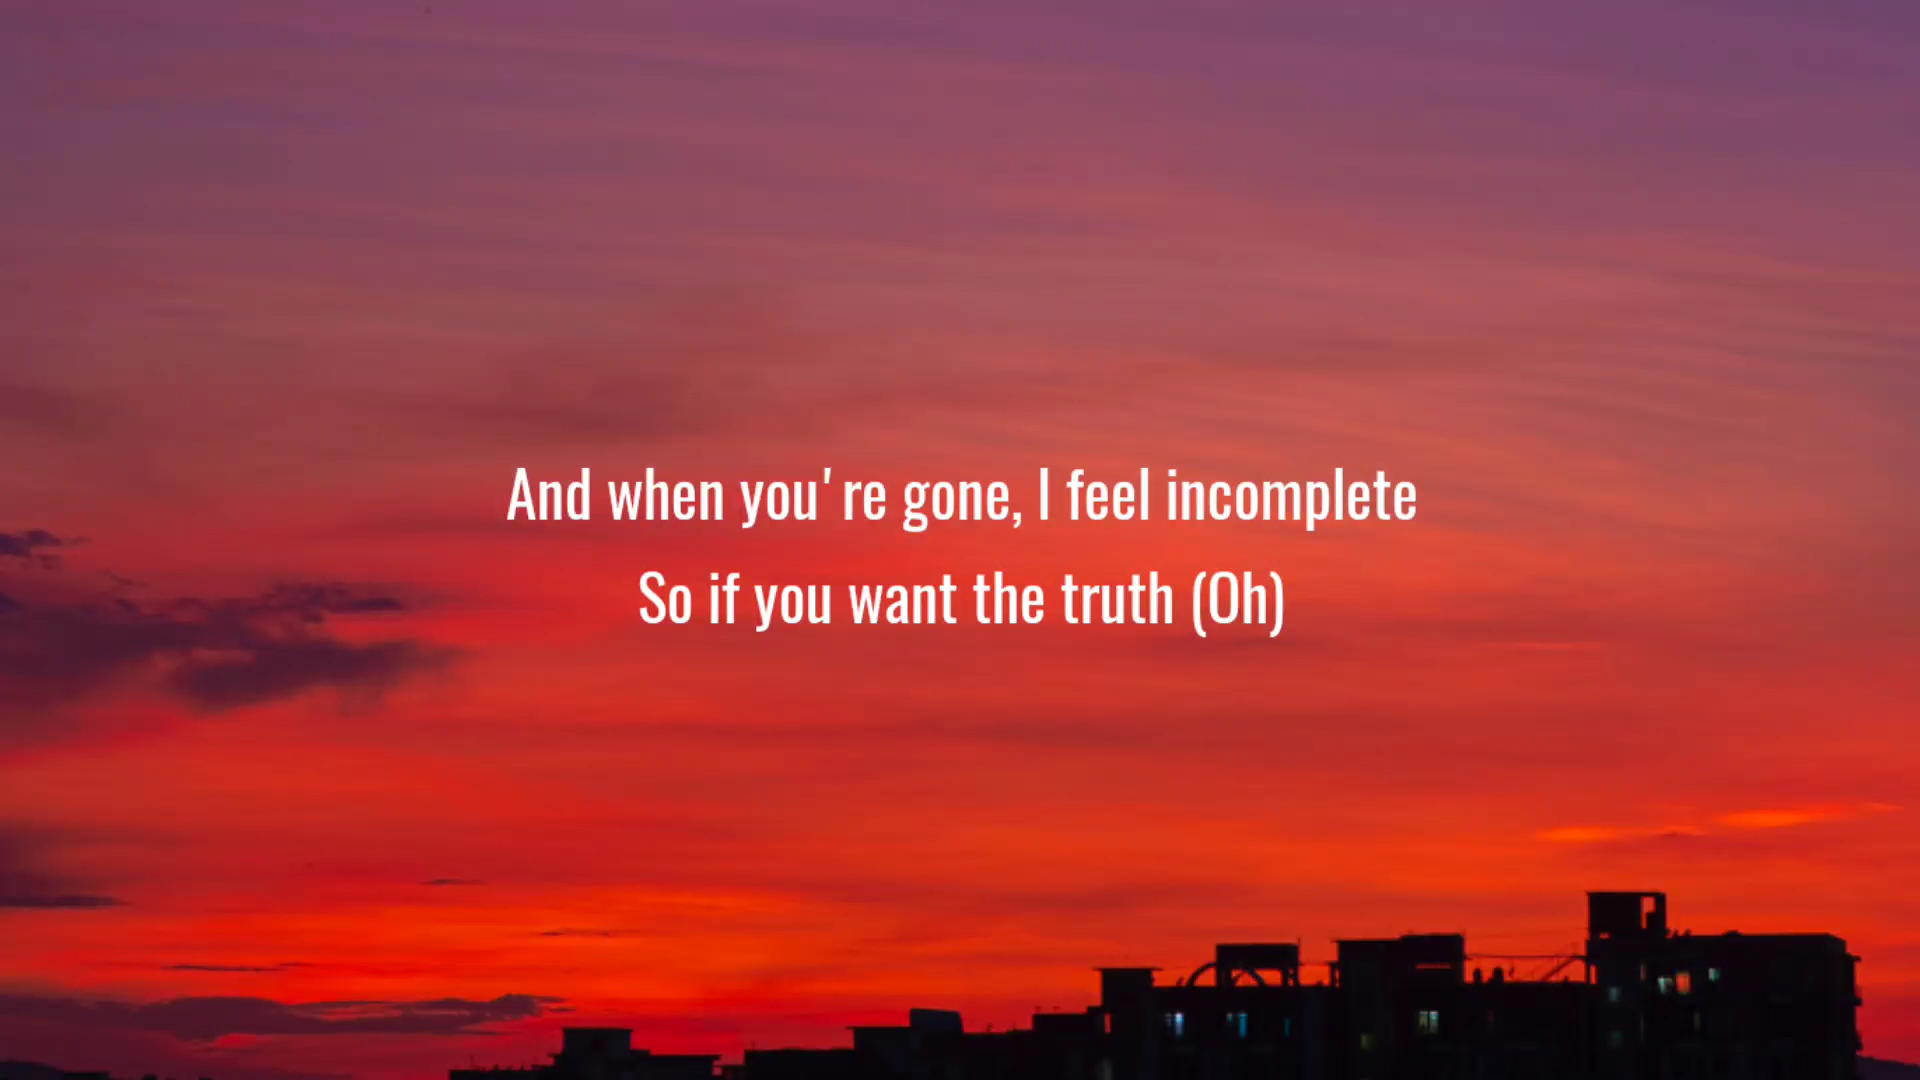 And when you're gone, I feel incomplete
So if you want the truth (Oh)